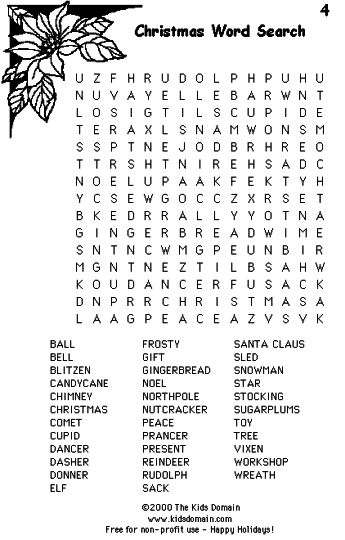 4
Christmas Word Search
U Z F H R U D O L P H P U H U
N U V A Y E L L E B A R W N T
L O S I G T I L S C U P I D E
T E R A X L S N A M W O N S M
S S P T N E J O D B R H R E O
T T R S H T N I R E H S A D C
N O E L U P A A K F E K T Y H
Y C S E W G O C C Z X R S E T
B K E D R R A L L Y Y O T N A
G I N G E R B R E A D W I M E
S N T N C W M G P E U N B I R
M G N T N E Z T I L B S A H W
K O U D A N C E R F U S A C K
D N P R R C H R I S T M A S A
L A A G P E A C E A Z V S V K
BALL FROSTY SANTA CLAUS
BELL GIFT SLED
BLITZEN GINGERBREAD SNOWMAN
CANDYCANE NOEL STAR
CHIMNEY NORTHPOLE STOCKING
CHRISTMAS NUTCRACKER SUGARPLUMS
COMET PEACE TOY
CUPID PRANCER TREE
DANCER PRESENT VIXEN
DASHER REINDEER WORKSHOP
DONNER RUDOLPH WREATH
ELF SACK
©2000 The Kids Domain
www.kidsdomain.com
Free for non-profit use - Happy Holidays!